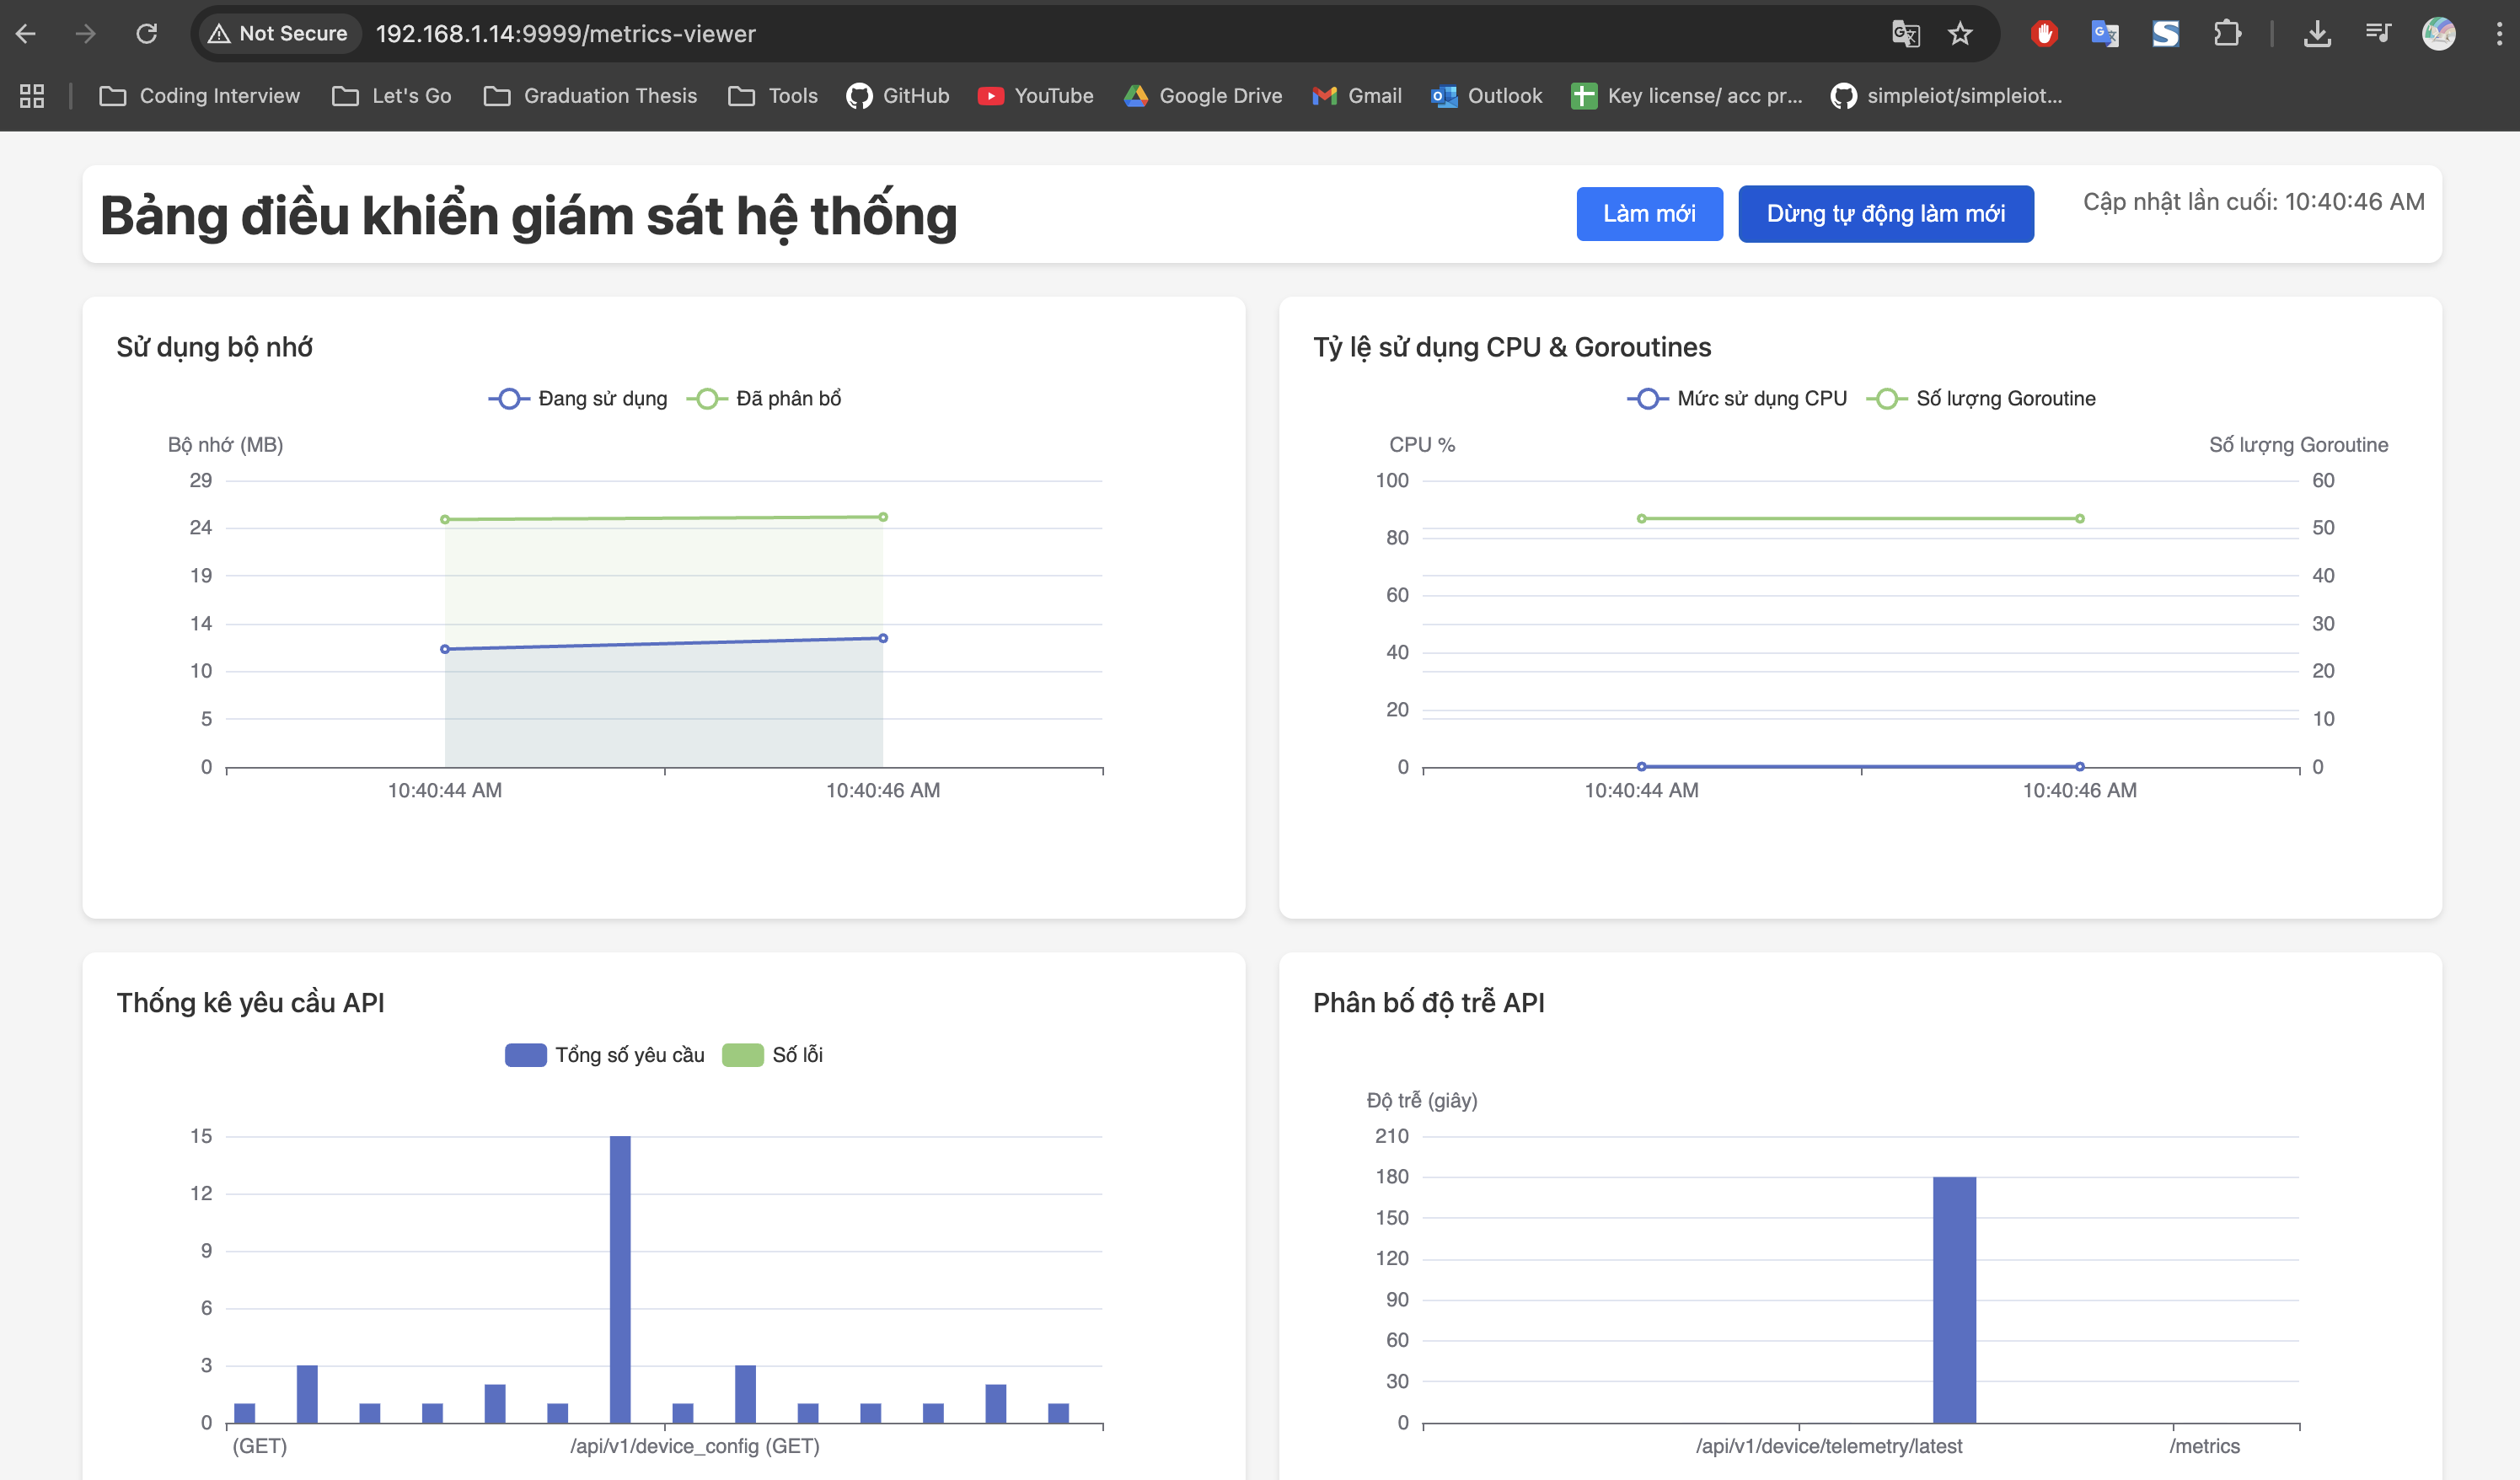 Not Secure 192.168.1.14:9999/metrics-viewer
Coding Interview Let's Go Graduation Thesis Tools GitHub YouTube Google Drive Gmail Outlook Key license/ acc pr... simpleiot/simpleiot...
Bảng điều khiển giám sát hệ thống
Làm mới
Dừng tự động làm mới
Cập nhật lần cuối: 10:40:46 AM
Sử dụng bộ nhớ
Đang sử dụng Đã phân bổ
Bộ nhớ (MB)
29
24
19
14
10
5
0
10:40:44 AM 10:40:46 AM
Tỷ lệ sử dụng CPU & Goroutines
Mức sử dụng CPU Số lượng Goroutine
CPU % Số lượng Goroutine
100
80
60
40
20
0
60
50
40
30
20
10
0
10:40:44 AM 10:40:46 AM
Thống kê yêu cầu API
Tổng số yêu cầu Số lỗi
15
12
9
6
3
0
(GET) /api/v1/device_config (GET)
Phân bố độ trễ API
Độ trễ (giây)
210
180
150
120
90
60
30
0
/api/v1/device/telemetry/latest /metrics